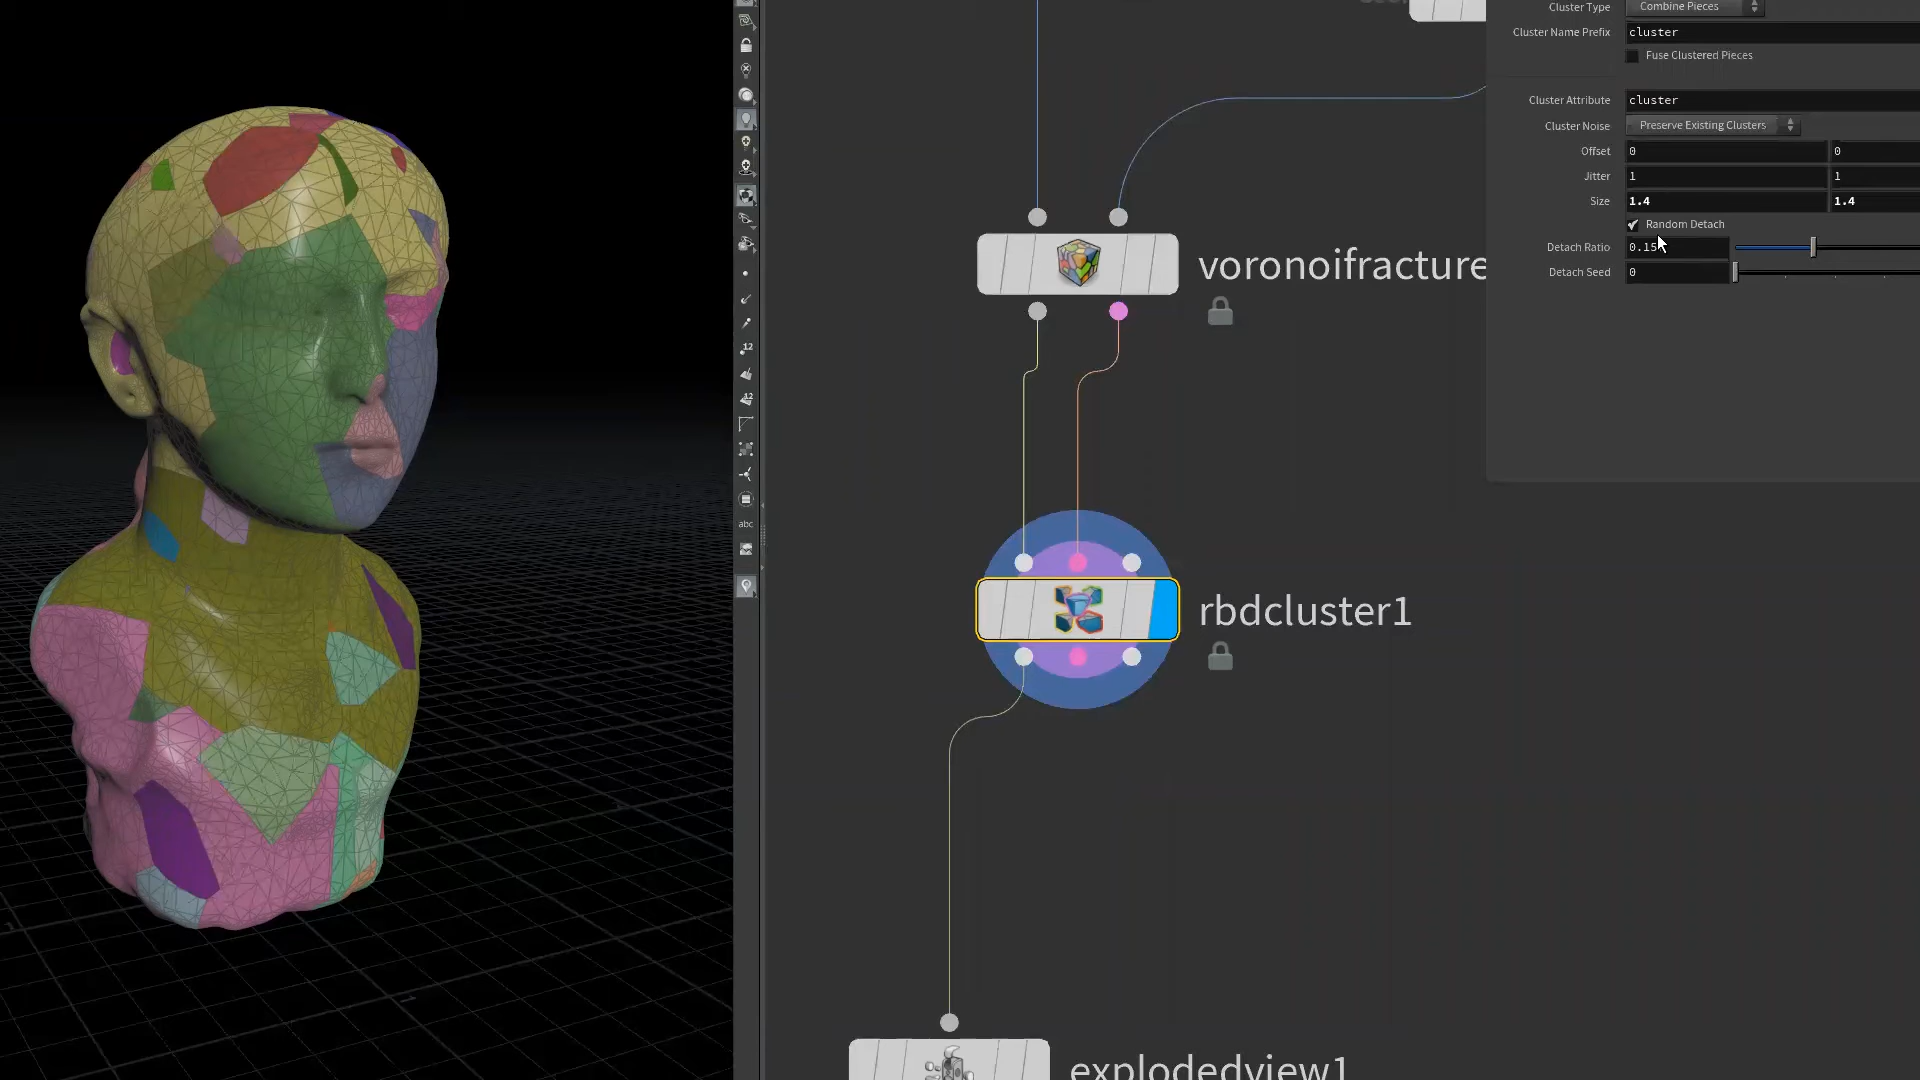 Cluster Type Combine Pieces
Cluster Name Prefix cluster
Fuse Clustered Pieces
Cluster Attribute cluster
Cluster Noise Preserve Existing Clusters
Offset 0 0
Jitter 1 1
Size 1.4 1.4
Random Detach
Detach Ratio 0.15
Detach Seed 0
voronoifracture
12
12
abc
rbdcluster1
explodedview1